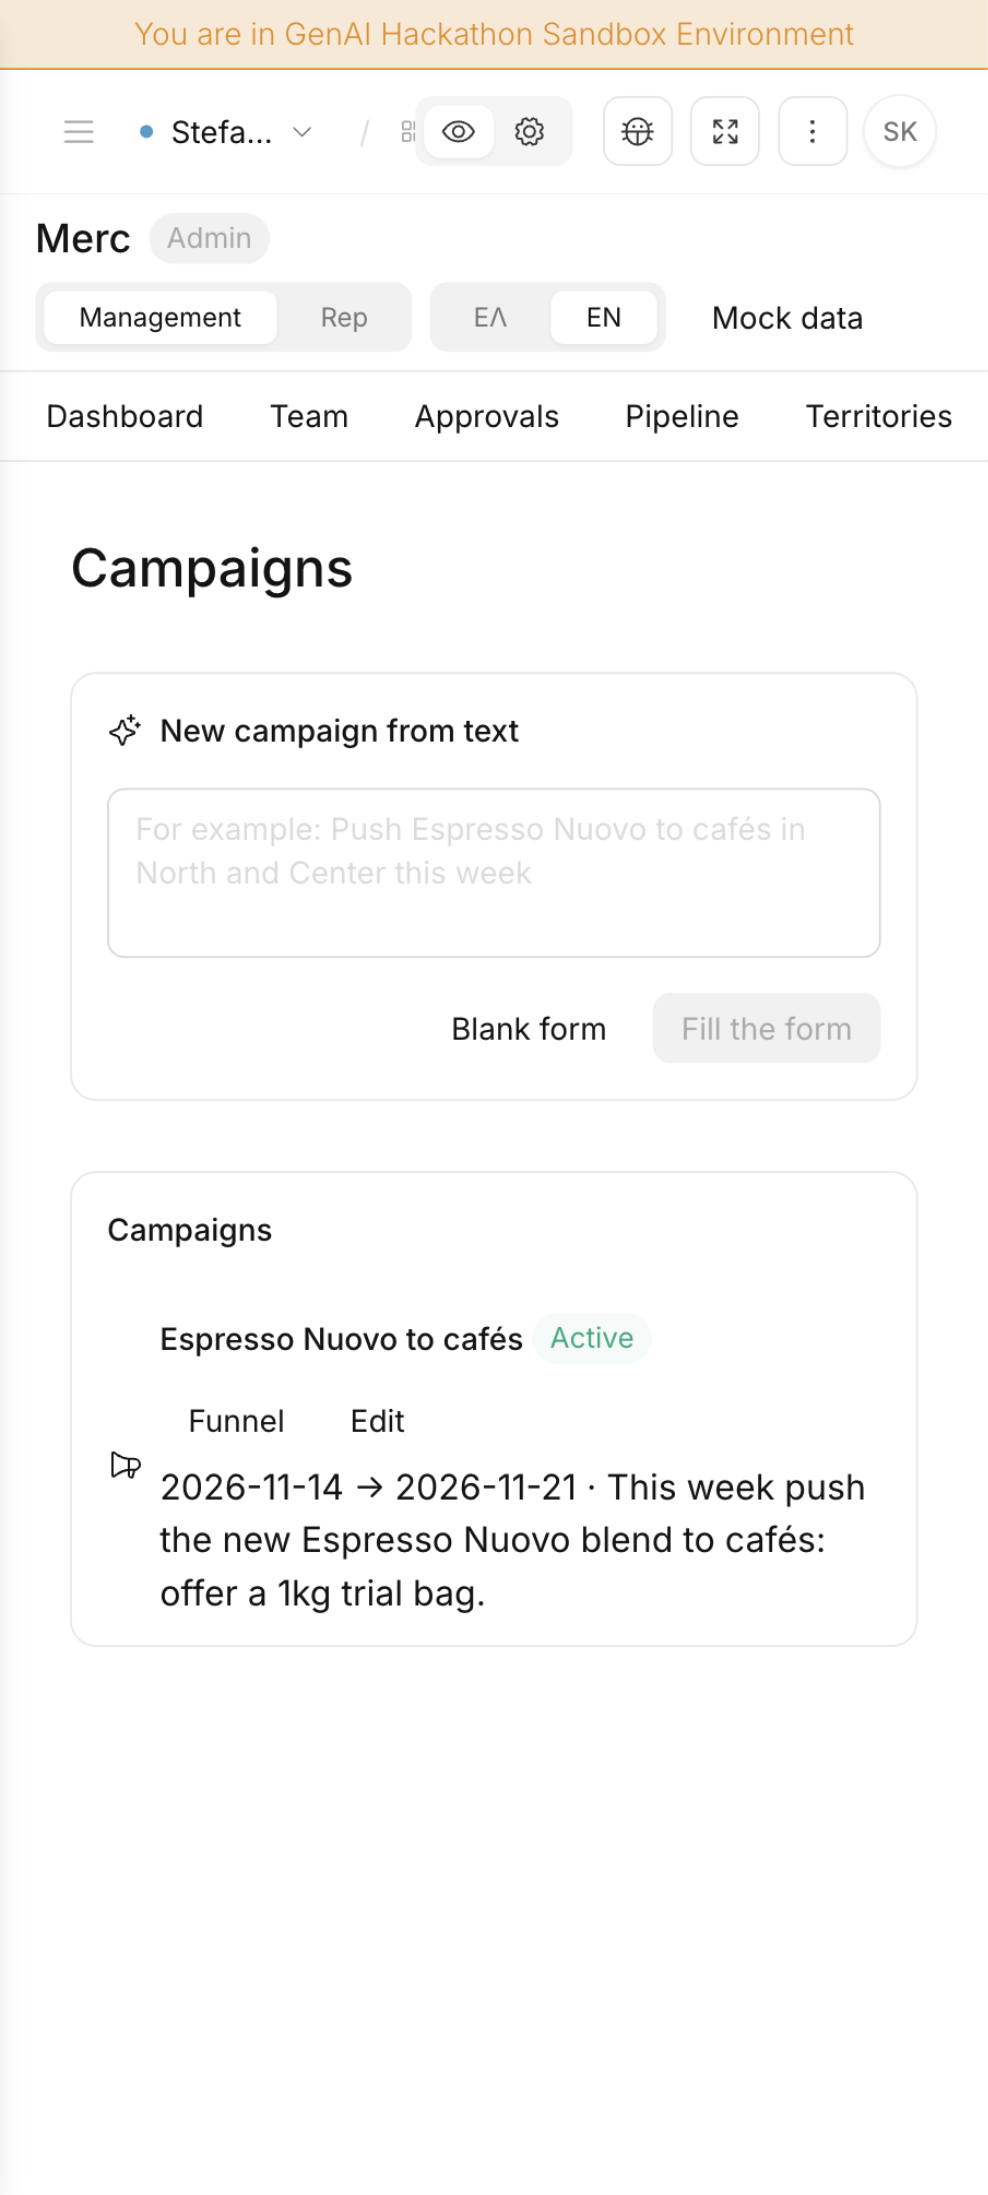 You are in GenAI Hackathon Sandbox Environment
Stefa... / SK
Merc Admin
Management Rep ΕΛ EN Mock data
Dashboard Team Approvals Pipeline Territories
Campaigns
New campaign from text
For example: Push Espresso Nuovo to cafés in
North and Center this week
Blank form Fill the form
Campaigns
Espresso Nuovo to cafés Active
Funnel Edit
2026-11-14 → 2026-11-21 · This week push
the new Espresso Nuovo blend to cafés:
offer a 1kg trial bag.